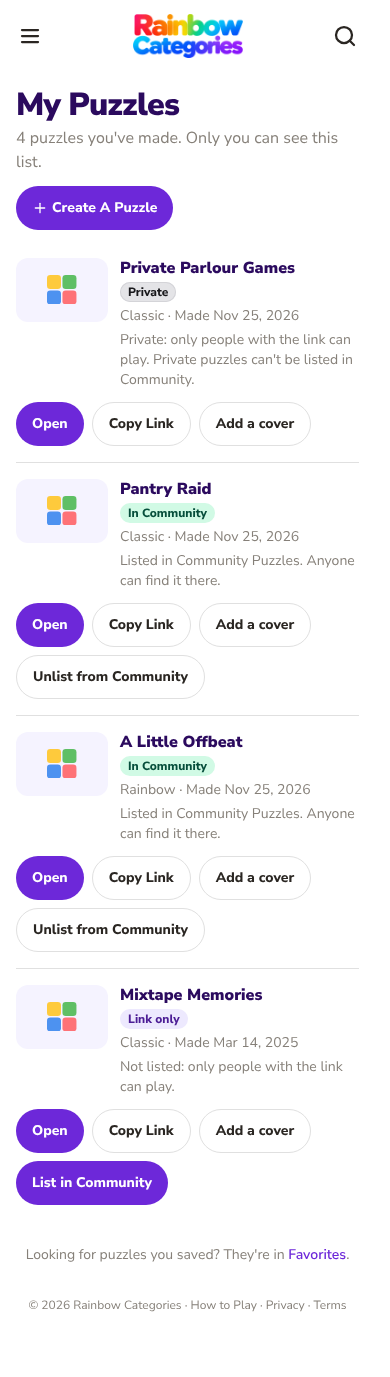 Rainbow
Categories
My Puzzles
4 puzzles you've made. Only you can see this
list.
+ Create A Puzzle
Private Parlour Games
Private
Classic · Made Nov 25, 2026
Private: only people with the link can
play. Private puzzles can't be listed in
Community.
Open Copy Link Add a cover
Pantry Raid
In Community
Classic · Made Nov 25, 2026
Listed in Community Puzzles. Anyone
can find it there.
Open Copy Link Add a cover
Unlist from Community
A Little Offbeat
In Community
Rainbow · Made Nov 25, 2026
Listed in Community Puzzles. Anyone
can find it there.
Open Copy Link Add a cover
Unlist from Community
Mixtape Memories
Link only
Classic · Made Mar 14, 2025
Not listed: only people with the link
can play.
Open Copy Link Add a cover
List in Community
Looking for puzzles you saved? They're in Favorites.
© 2026 Rainbow Categories · How to Play · Privacy · Terms